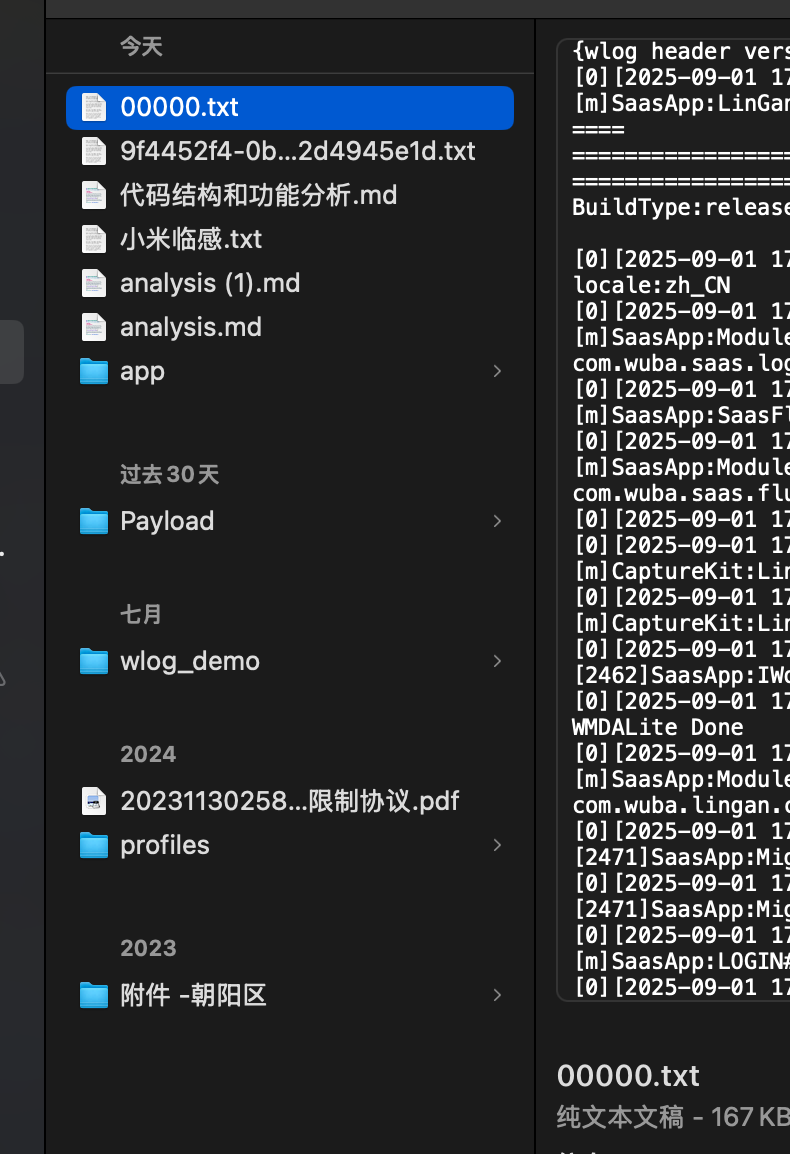 今天
00000.txt
9f4452f4-0b...2d4945e1d.txt
代码结构和功能分析.md
小米临感.txt
analysis (1).md
analysis.md
app
过去30天
Payload
七月
wlog_demo
2024
20231130258...限制协议.pdf
profiles
2023
附件 -朝阳区
{wlog header vers
[0][2025-09-01 17
[m]SaasApp:LinGan
====
=================
=================
BuildType:release
[0][2025-09-01 17
locale:zh_CN
[0][2025-09-01 17
[m]SaasApp:Module
com.wuba.saas.log
[0][2025-09-01 17
[m]SaasApp:SaasFl
[0][2025-09-01 17
[m]SaasApp:Module
com.wuba.saas.flu
[0][2025-09-01 17
[0][2025-09-01 17
[m]CaptureKit:Lin
[0][2025-09-01 17
[m]CaptureKit:Lin
[0][2025-09-01 17
[2462]SaasApp:IWo
[0][2025-09-01 17
WMDALite Done
[0][2025-09-01 17
[m]SaasApp:Module
com.wuba.lingan.c
[0][2025-09-01 17
[2471]SaasApp:Mig
[0][2025-09-01 17
[2471]SaasApp:Mig
[0][2025-09-01 17
[m]SaasApp:LOGIN#
[0][2025-09-01 17
00000.txt
纯文本文稿 - 167 KB